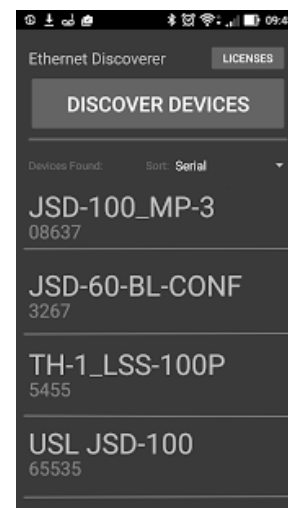 09:4
Ethernet Discoverer
LICENSES
DISCOVER DEVICES
Devices Found:
Sort: Serial
JSD-100_MP-3
08637
JSD-60-BL-CONF
3267
TH-1_LSS-100P
5455
USL JSD-100
65535